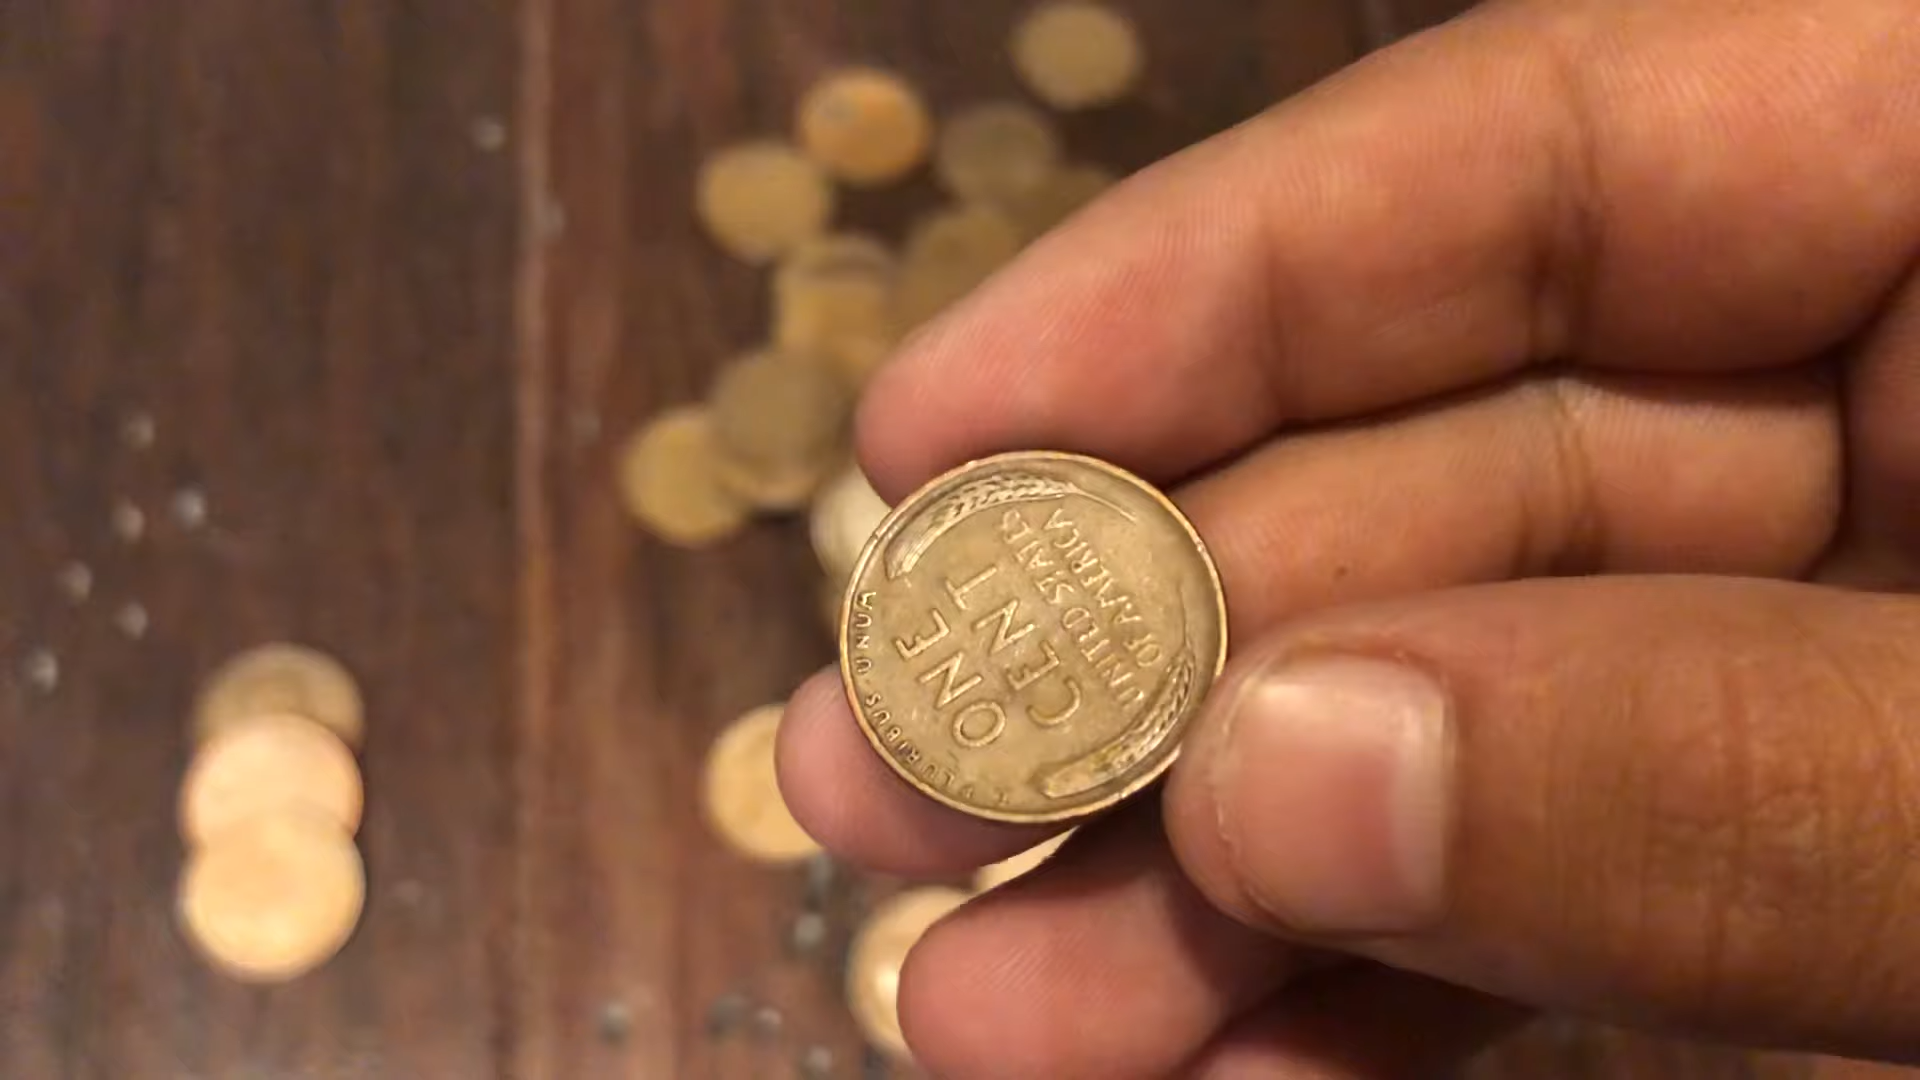 PLURIBUS UNUM
ONE
CENT
UNITED STATES
OF AMERICA